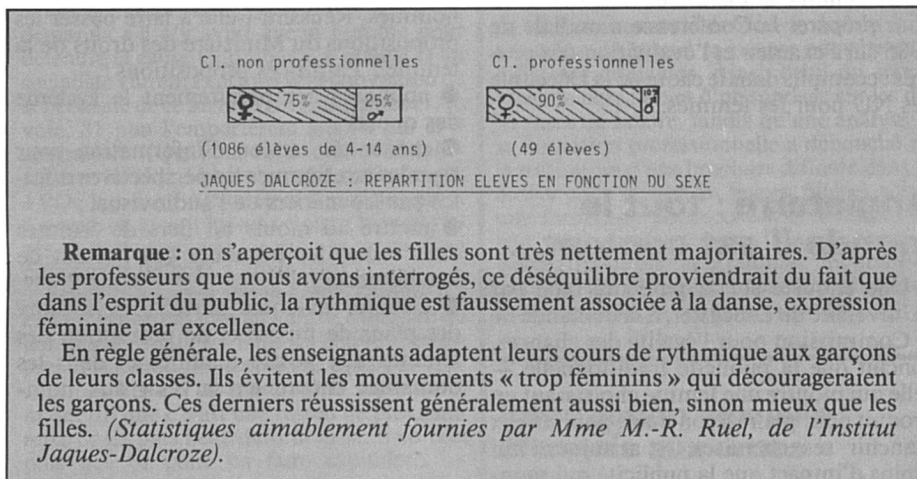 Cl. non professionnelles Cl. professionnelles
♀ 75% 25% ♂ ♀ 90% 10% ♂
(1086 élèves de 4-14 ans) (49 élèves)
JAQUES DALCROZE : REPARTITION ELEVES EN FONCTION DU SEXE
Remarque : on s’aperçoit que les filles sont très nettement majoritaires. D’après
les professeurs que nous avons interrogés, ce déséquilibre proviendrait du fait que
dans l’esprit du public, la rythmique est faussement associée à la danse, expression
féminine par excellence.
En règle générale, les enseignants adaptent leurs cours de rythmique aux garçons
de leurs classes. Ils évitent les mouvements « trop féminins » qui décourageraient
les garçons. Ces derniers réussissent généralement aussi bien, sinon mieux que les
filles. (Statistiques aimablement fournies par Mme M.-R. Ruel, de l’Institut
Jaques-Dalcroze).